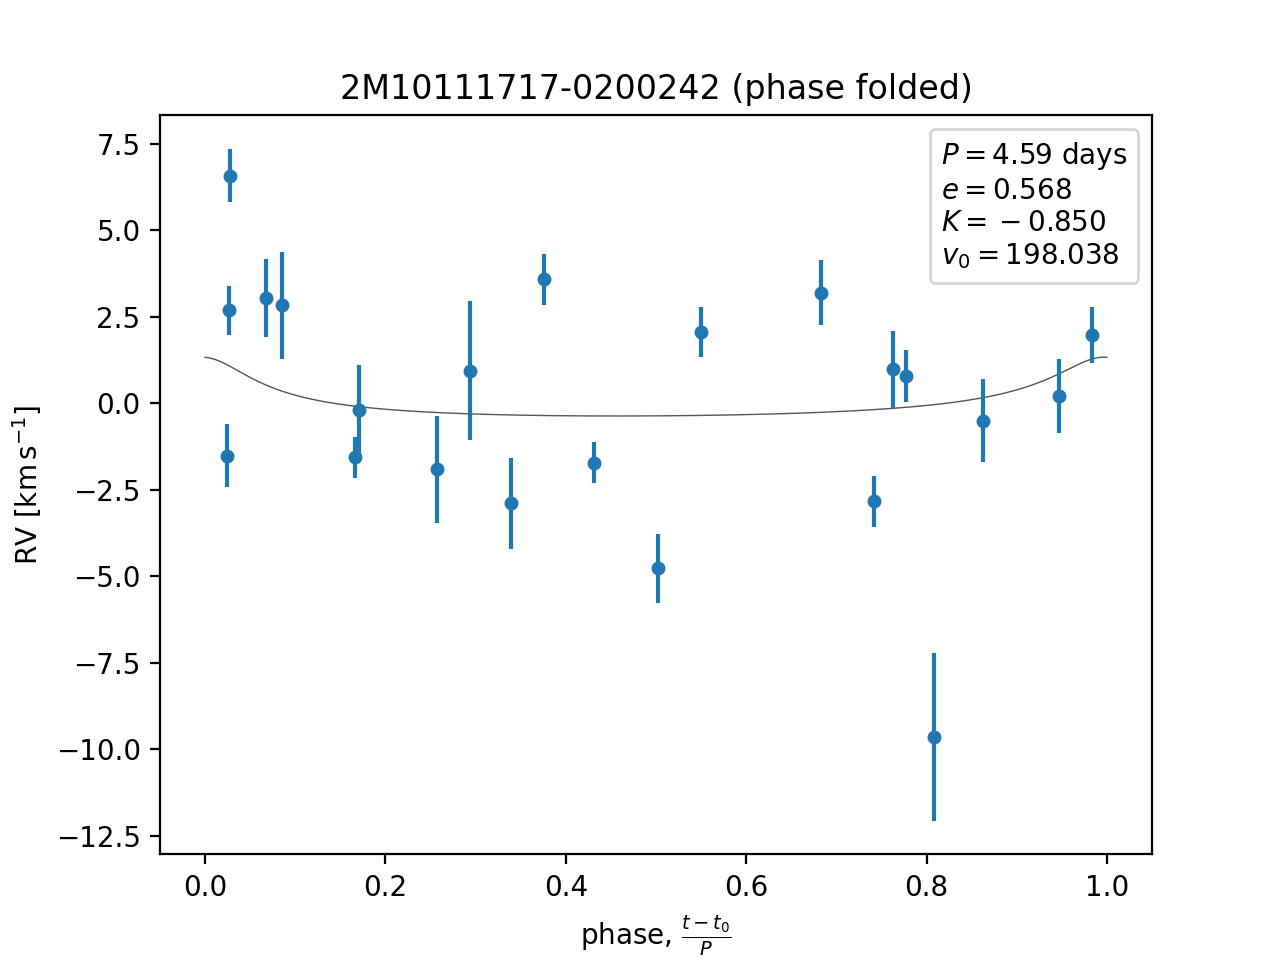 2M10111717-0200242 (phase folded)
P = 4.59 days
e = 0.568
K = −0.850
v₀ = 198.038
7.5
5.0
2.5
0.0
−2.5
−5.0
−7.5
−10.0
−12.5
RV [km s⁻¹]
0.0 0.2 0.4 0.6 0.8 1.0
phase, (t − t₀)/P